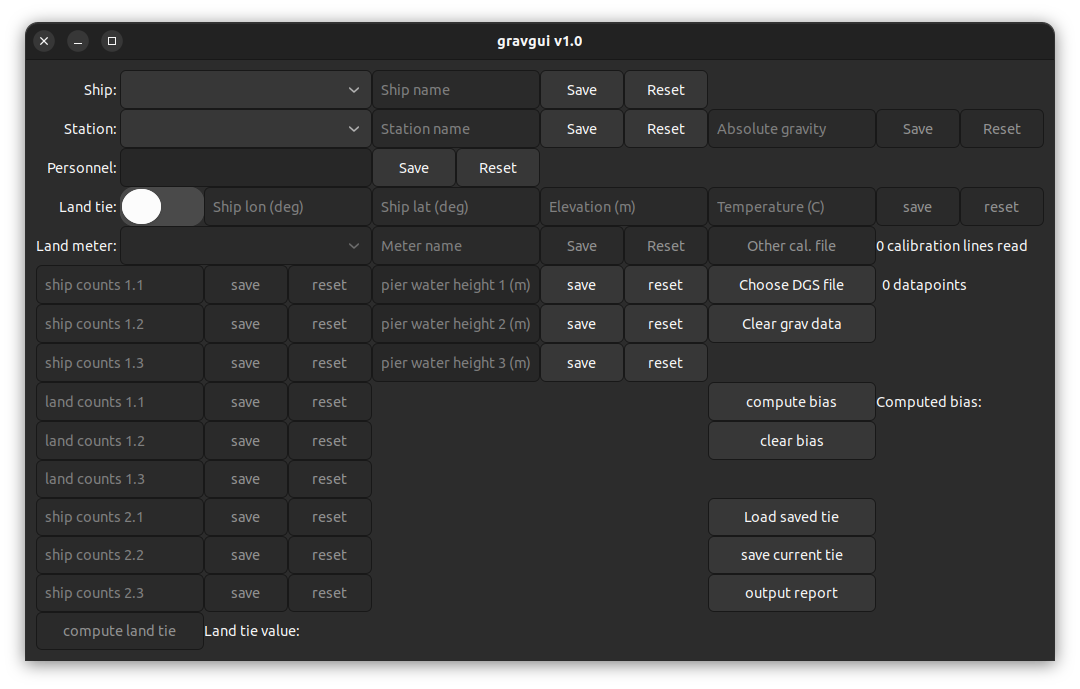 gravgui v1.0
Ship: Ship name Save Reset
Station: Station name Save Reset Absolute gravity Save Reset
Personnel: Save Reset
Land tie: Ship lon (deg) Ship lat (deg) Elevation (m) Temperature (C) save reset
Land meter: Meter name Save Reset Other cal. file 0 calibration lines read
ship counts 1.1 save reset pier water height 1 (m) save reset Choose DGS file 0 datapoints
ship counts 1.2 save reset pier water height 2 (m) save reset Clear grav data
ship counts 1.3 save reset pier water height 3 (m) save reset
land counts 1.1 save reset compute bias Computed bias:
land counts 1.2 save reset clear bias
land counts 1.3 save reset
ship counts 2.1 save reset Load saved tie
ship counts 2.2 save reset save current tie
ship counts 2.3 save reset output report
compute land tie Land tie value: